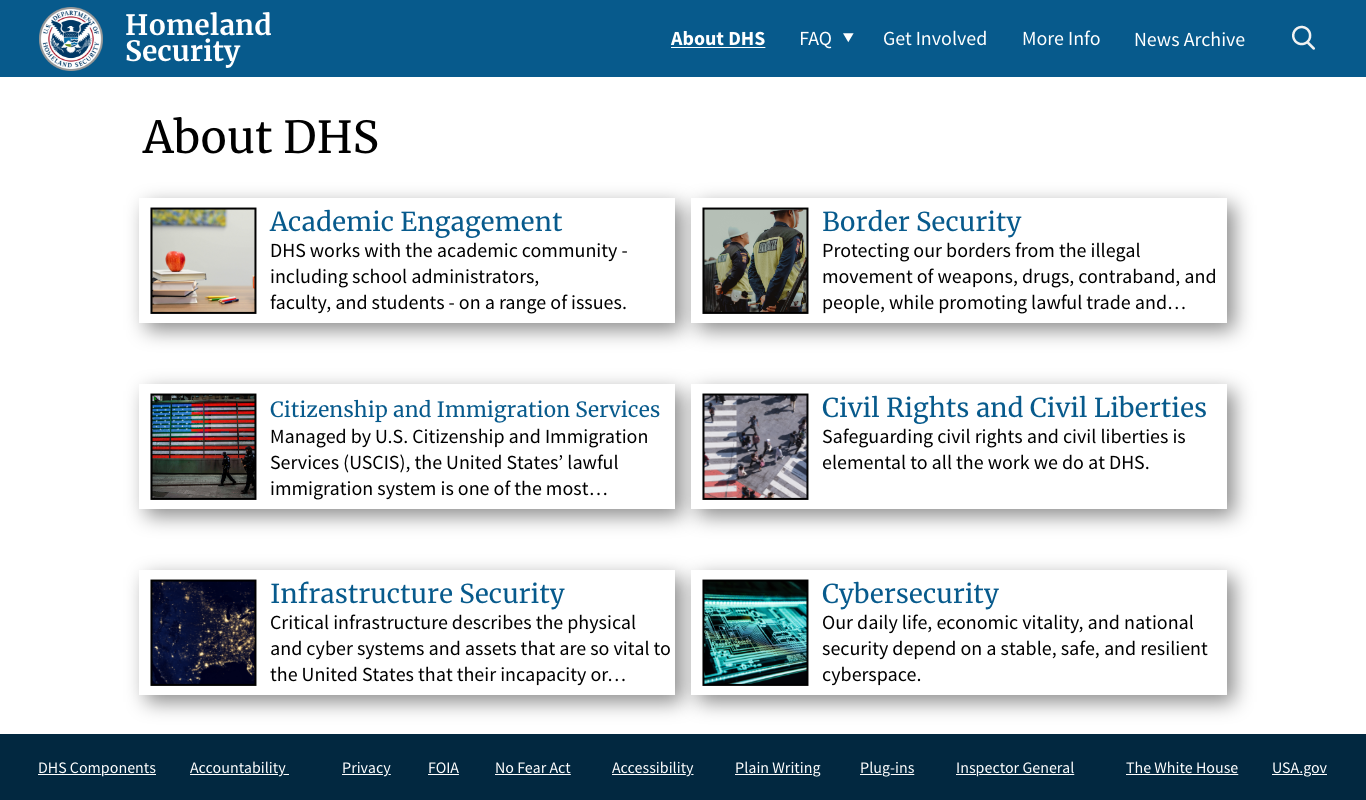 U.S. DEPARTMENT OF
HOMELAND SECURITY
Homeland
Security
About DHS
FAQ
Get Involved
More Info
News Archive
About DHS
Academic Engagement
DHS works with the academic community -
including school administrators,
faculty, and students - on a range of issues.
Border Security
Protecting our borders from the illegal
movement of weapons, drugs, contraband, and
people, while promoting lawful trade and…
Citizenship and Immigration Services
Managed by U.S. Citizenship and Immigration
Services (USCIS), the United States’ lawful
immigration system is one of the most…
Civil Rights and Civil Liberties
Safeguarding civil rights and civil liberties is
elemental to all the work we do at DHS.
Infrastructure Security
Critical infrastructure describes the physical
and cyber systems and assets that are so vital to
the United States that their incapacity or…
Cybersecurity
Our daily life, economic vitality, and national
security depend on a stable, safe, and resilient
cyberspace.
DHS Components
Accountability
Privacy
FOIA
No Fear Act
Accessibility
Plain Writing
Plug-ins
Inspector General
The White House
USA.gov